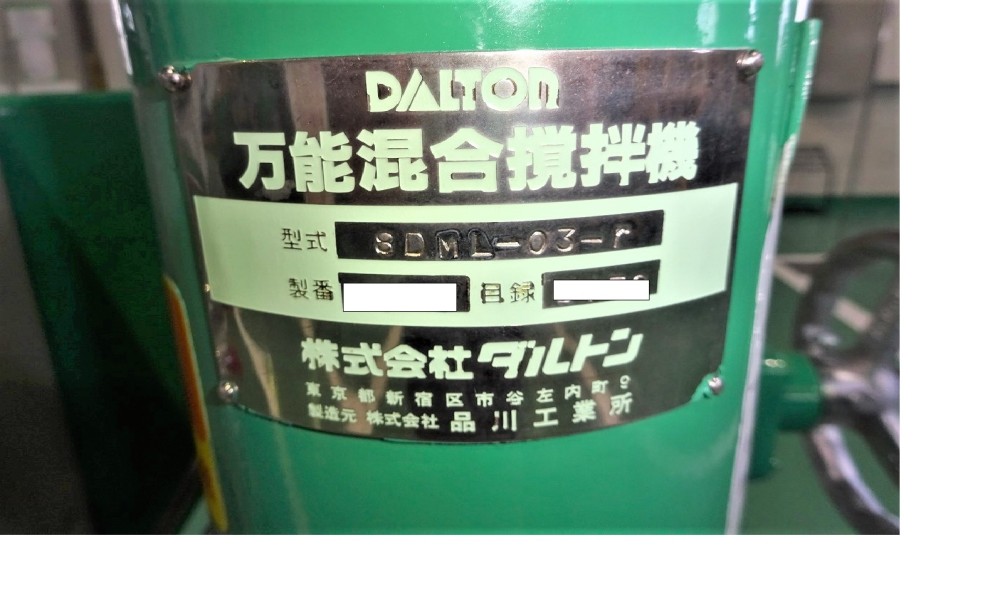 DALTON
万能混合撹拌機
型式 8DML-03-r
製番 目録
株式会社 ダルトン
東京都新宿区市谷左内町9
製造元 株式会社 品川工業所